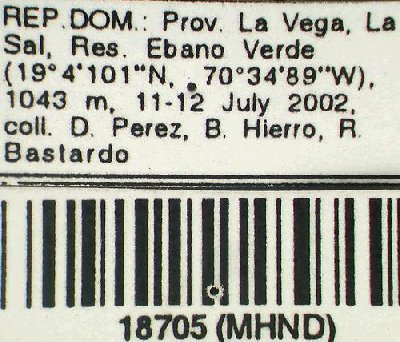 REP.DOM.: Prov. La Vega, La
Sal, Res. Ebano Verde
(19°4'101"N, 70°34'89"W),
1043 m, 11-12 July 2002,
coll. D. Perez, B. Hierro, R.
Bastardo
18705 (MHND)